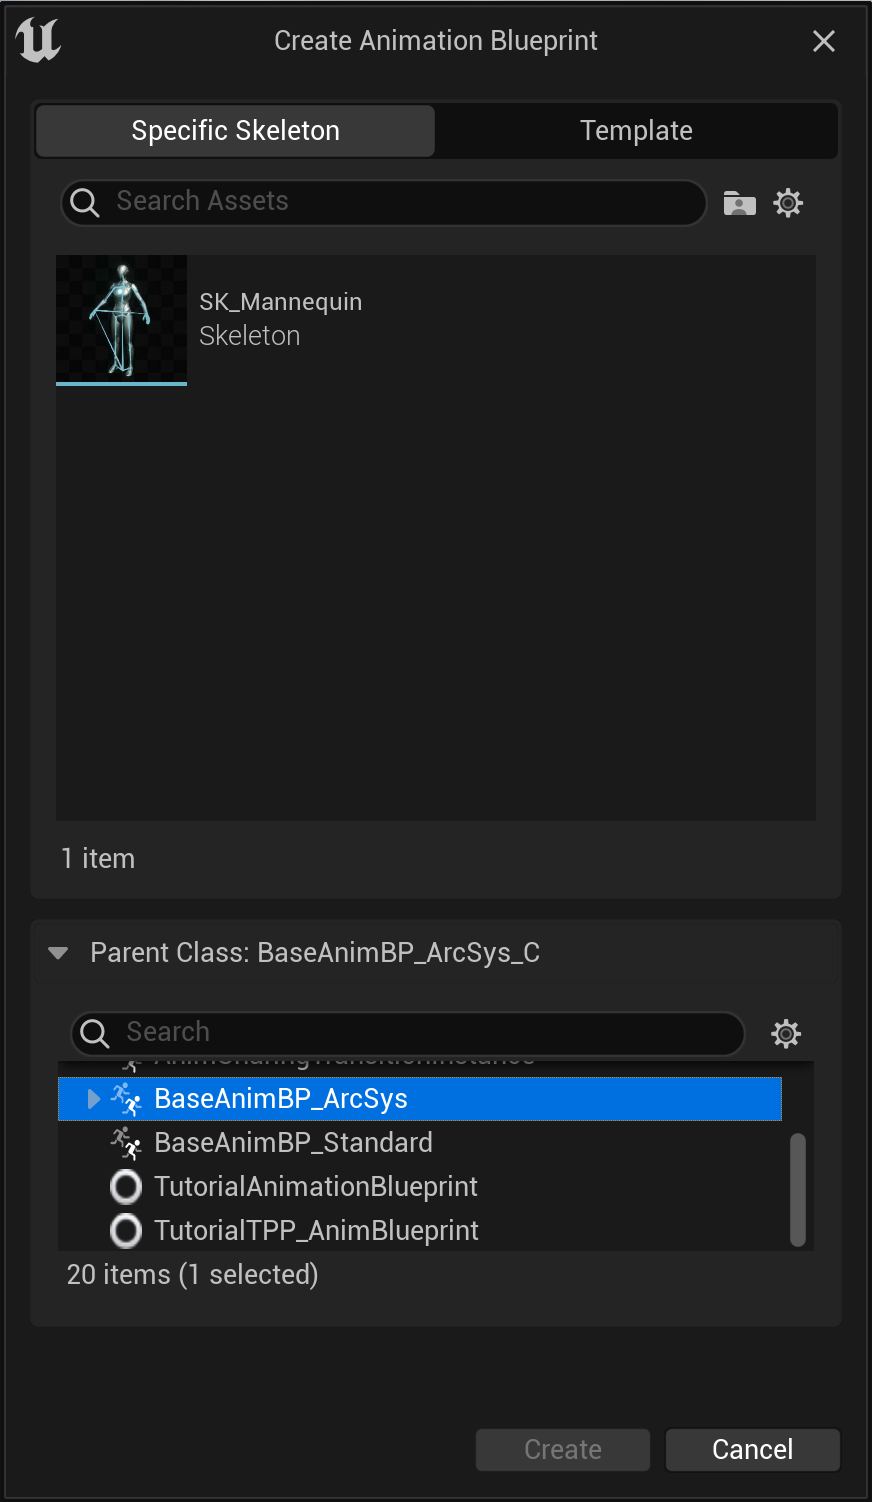 Create Animation Blueprint
Specific Skeleton
Template
Search Assets
SK_Mannequin
Skeleton
1 item
Parent Class: BaseAnimBP_ArcSys_C
Search
AnimSharingTransitionInstance
BaseAnimBP_ArcSys
BaseAnimBP_Standard
TutorialAnimationBlueprint
TutorialTPP_AnimBlueprint
20 items (1 selected)
Create
Cancel